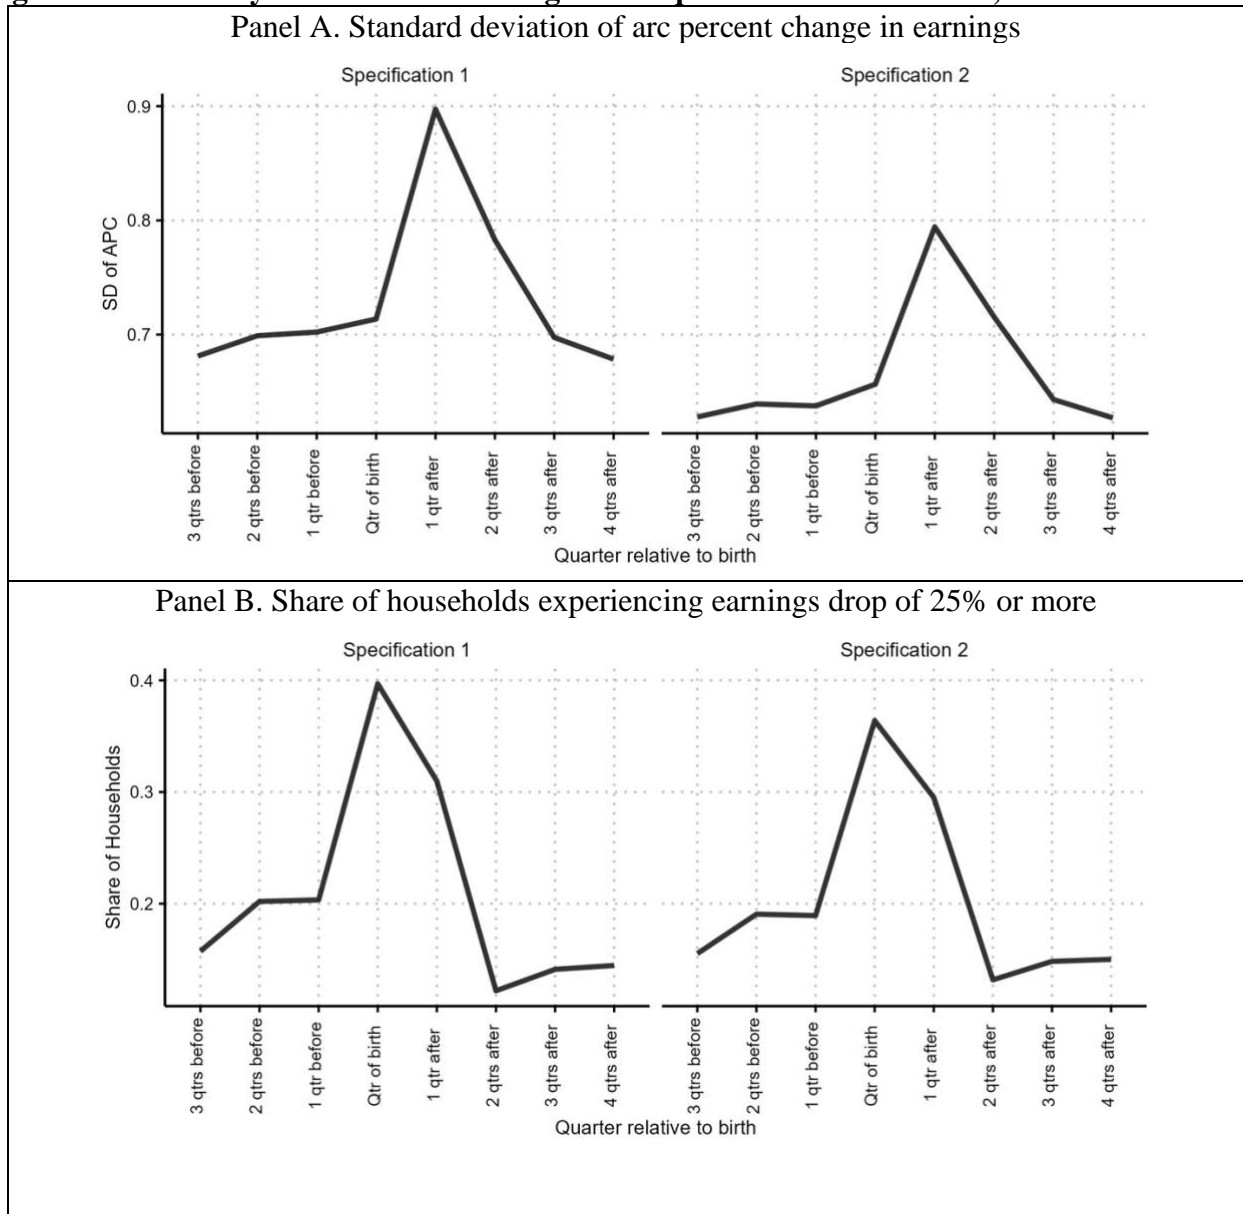 Panel A. Standard deviation of arc percent change in earnings
Specification 1
Specification 2
SD of APC
0.9
0.8
0.7
3 qtrs before
2 qtrs before
1 qtr before
Qtr of birth
1 qtr after
2 qtrs after
3 qtrs after
4 qtrs after
3 qtrs before
2 qtrs before
1 qtr before
Qtr of birth
1 qtr after
2 qtrs after
3 qtrs after
4 qtrs after
Quarter relative to birth
Panel B. Share of households experiencing earnings drop of 25% or more
Specification 1
Specification 2
Share of Households
0.4
0.3
0.2
3 qtrs before
2 qtrs before
1 qtr before
Qtr of birth
1 qtr after
2 qtrs after
3 qtrs after
4 qtrs after
3 qtrs before
2 qtrs before
1 qtr before
Qtr of birth
1 qtr after
2 qtrs after
3 qtrs after
4 qtrs after
Quarter relative to birth